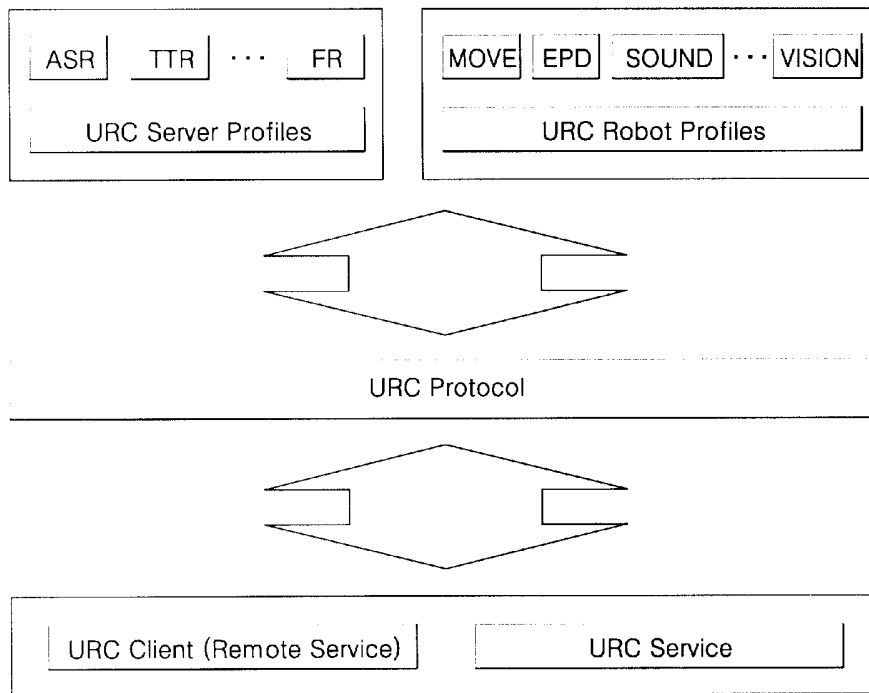 ASR TTR ··· FR
URC Server Profiles
MOVE EPD SOUND ··· VISION
URC Robot Profiles
URC Protocol
URC Client (Remote Service)
URC Service